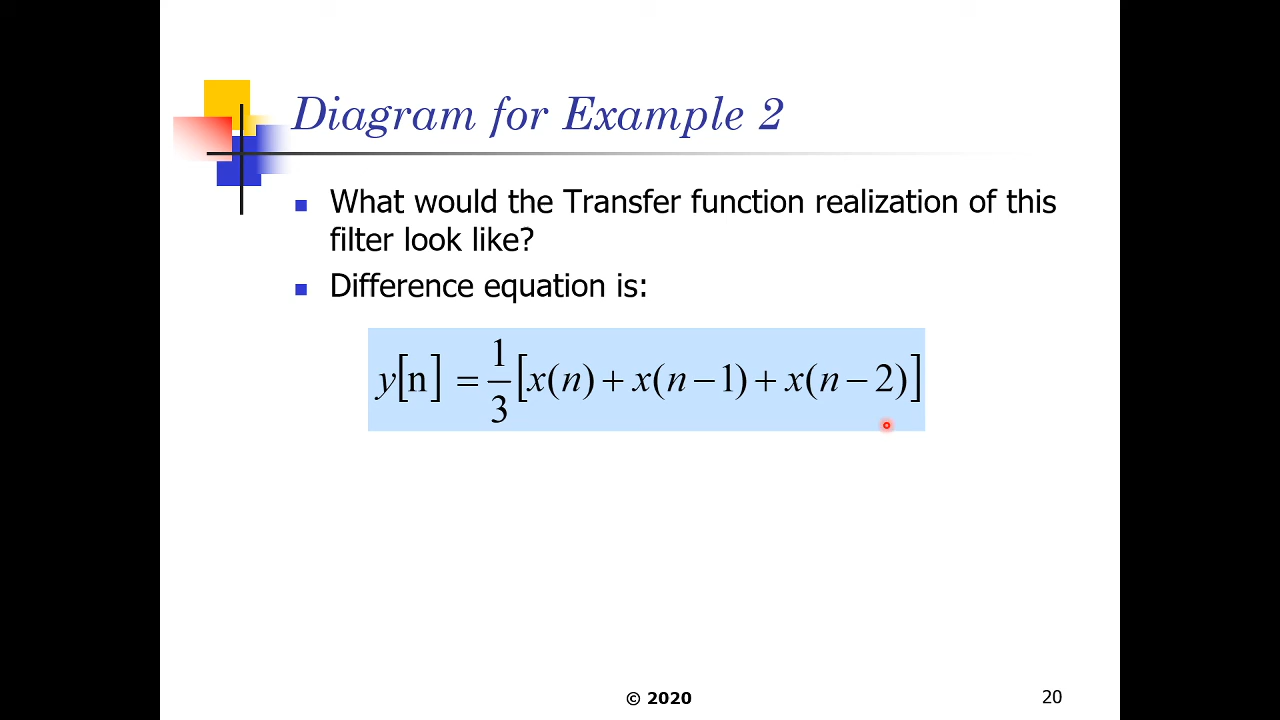 Diagram for Example 2
What would the Transfer function realization of this
filter look like?
Difference equation is:
y[n] = 1/3 [x(n) + x(n − 1) + x(n − 2)]
© 2020
20